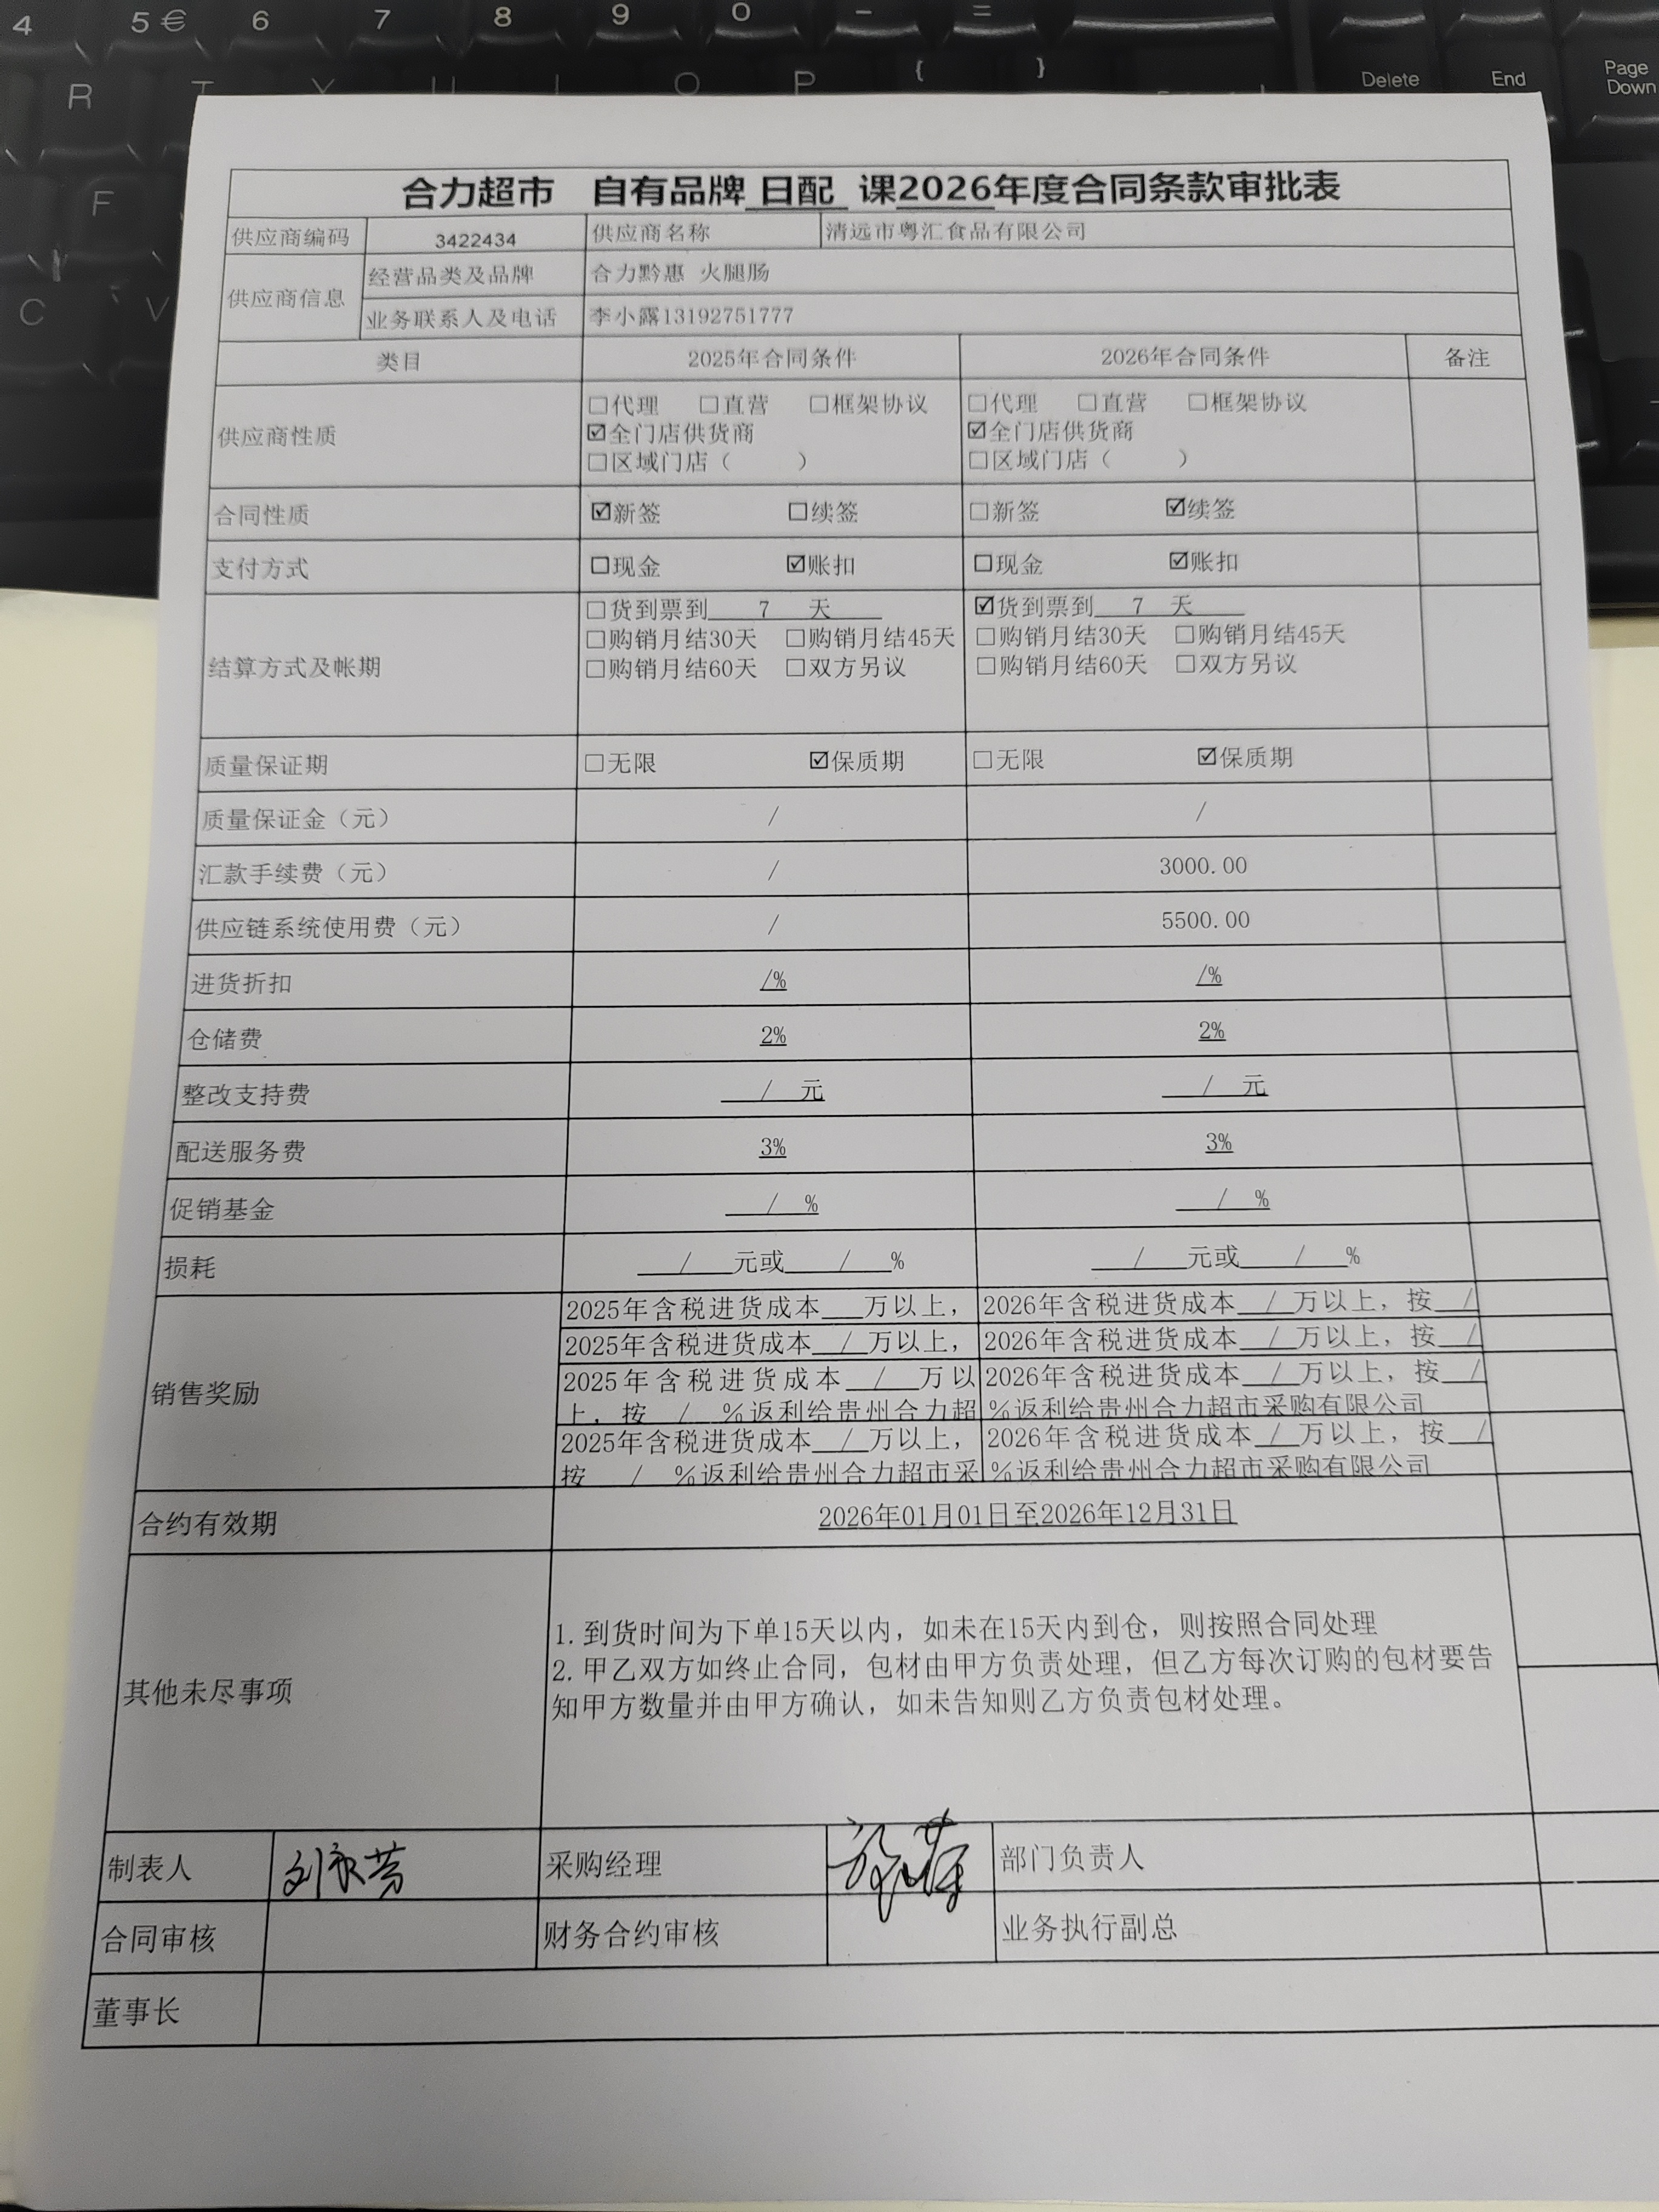 4 5 € 6 7 8 9 0 - =
R T Y U I O P { } Delete End Page Down
F
C V
合力超市 自有品牌 日配 课2026年度合同条款审批表
供应商编码 3422434 供应商名称 清远市粤汇食品有限公司
供应商信息 经营品类及品牌 合力黔惠 火腿肠
业务联系人及电话 李小露13192751777
类目 2025年合同条件 2026年合同条件 备注
供应商性质 □代理 □直营 □框架协议 □代理 □直营 □框架协议
☑全门店供货商 ☑全门店供货商
□区域门店（ ） □区域门店（ ）
合同性质 ☑新签 □续签 □新签 ☑续签
支付方式 □现金 ☑账扣 □现金 ☑账扣
结算方式及帐期 □货到票到 7 天 ☑货到票到 7 天
□购销月结30天 □购销月结45天 □购销月结30天 □购销月结45天
□购销月结60天 □双方另议 □购销月结60天 □双方另议
质量保证期 □无限 ☑保质期 □无限 ☑保质期
质量保证金（元） / /
汇款手续费（元） / 3000.00
供应链系统使用费（元） / 5500.00
进货折扣 /% /%
仓储费 2% 2%
整改支持费 / 元 / 元
配送服务费 3% 3%
促销基金 / % / %
损耗 / 元或 / % / 元或 / %
销售奖励 2025年含税进货成本___万以上， 2026年含税进货成本 / 万以上，按 /
2025年含税进货成本 / 万以上， 2026年含税进货成本 / 万以上，按 /
2025年含税进货成本 / 万以 2026年含税进货成本 / 万以上，按 /
上，按 / %返利给贵州合力超 %返利给贵州合力超市采购有限公司
2025年含税进货成本 / 万以上， 2026年含税进货成本 / 万以上，按 /
按 / %返利给贵州合力超市采 %返利给贵州合力超市采购有限公司
合约有效期 2026年01月01日至2026年12月31日
其他未尽事项 1. 到货时间为下单15天以内，如未在15天内到仓，则按照合同处理
2. 甲乙双方如终止合同，包材由甲方负责处理，但乙方每次订购的包材要告
知甲方数量并由甲方确认，如未告知则乙方负责包材处理。
制表人 采购经理 部门负责人
合同审核 财务合约审核 业务执行副总
董事长